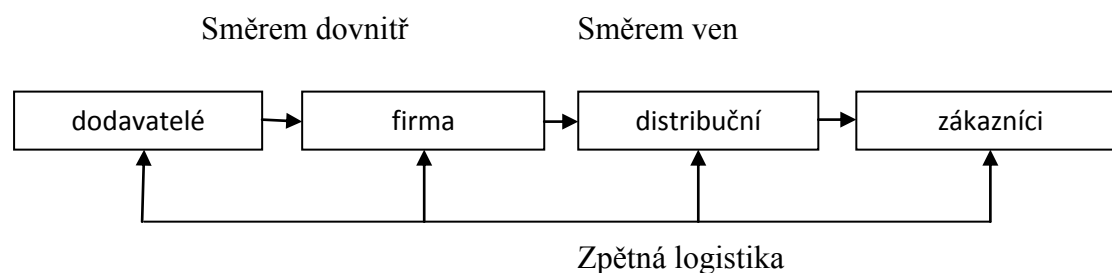 Směrem dovnitř Směrem ven
dodavatelé firma distribuční zákazníci
Zpětná logistika